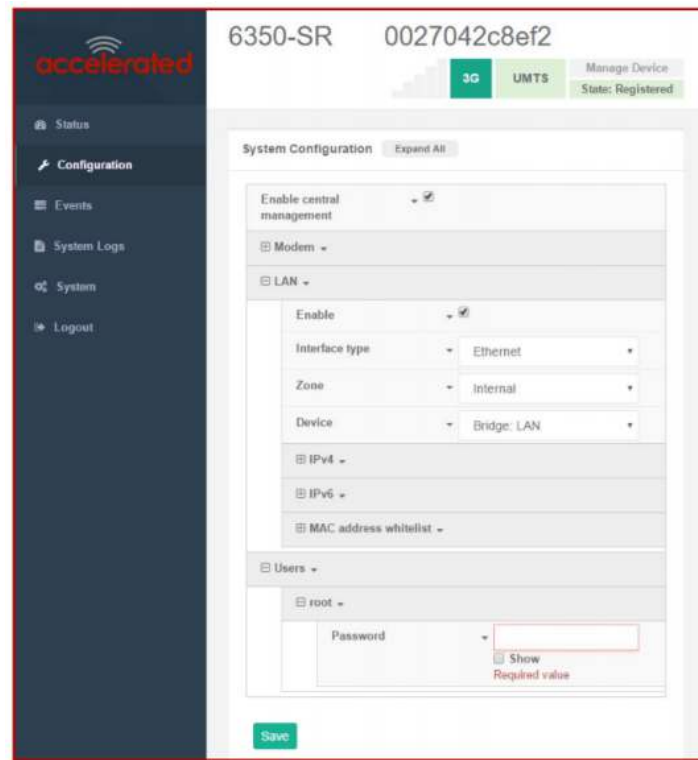 accelerated
6350-SR 0027042c8ef2
3G UMTS Manage Device
State: Registered
Status
Configuration
Events
System Logs
System
Logout
System Configuration Expand All
Enable central
management
Modem
LAN
Enable
Interface type Ethernet
Zone Internal
Device Bridge: LAN
IPv4
IPv6
MAC address whitelist
Users
root
Password
Show
Required value
Save